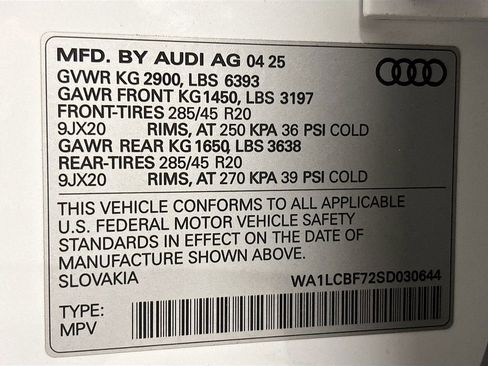 MFD. BY AUDI AG 04 25
GVWR KG 2900, LBS 6393
GAWR FRONT KG1450, LBS 3197
FRONT-TIRES 285/45 R20
9JX20 RIMS, AT 250 KPA 36 PSI COLD
GAWR REAR KG 1650, LBS 3638
REAR-TIRES 285/45 R20
9JX20 RIMS, AT 270 KPA 39 PSI COLD
THIS VEHICLE CONFORMS TO ALL APPLICABLE
U.S. FEDERAL MOTOR VEHICLE SAFETY
STANDARDS IN EFFECT ON THE DATE OF
MANUFACTURE SHOWN ABOVE.
SLOVAKIA WA1LCBF72SD030644
TYPE:
MPV